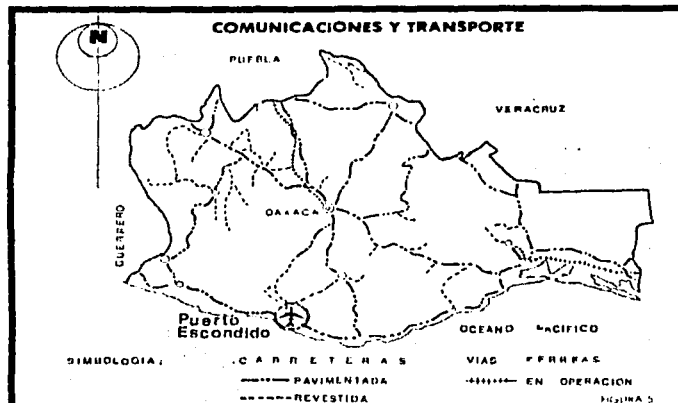 COMUNICACIONES Y TRANSPORTE
N
PUEBLA
VERACRUZ
OAXACA
GUERRERO
Puerto
Escondido
OCEANO PACIFICO
SIMBOLOGIA:
CARRETERAS
VIAS FERREAS
PAVIMENTADA
EN OPERACION
REVESTIDA
FIGURA 5